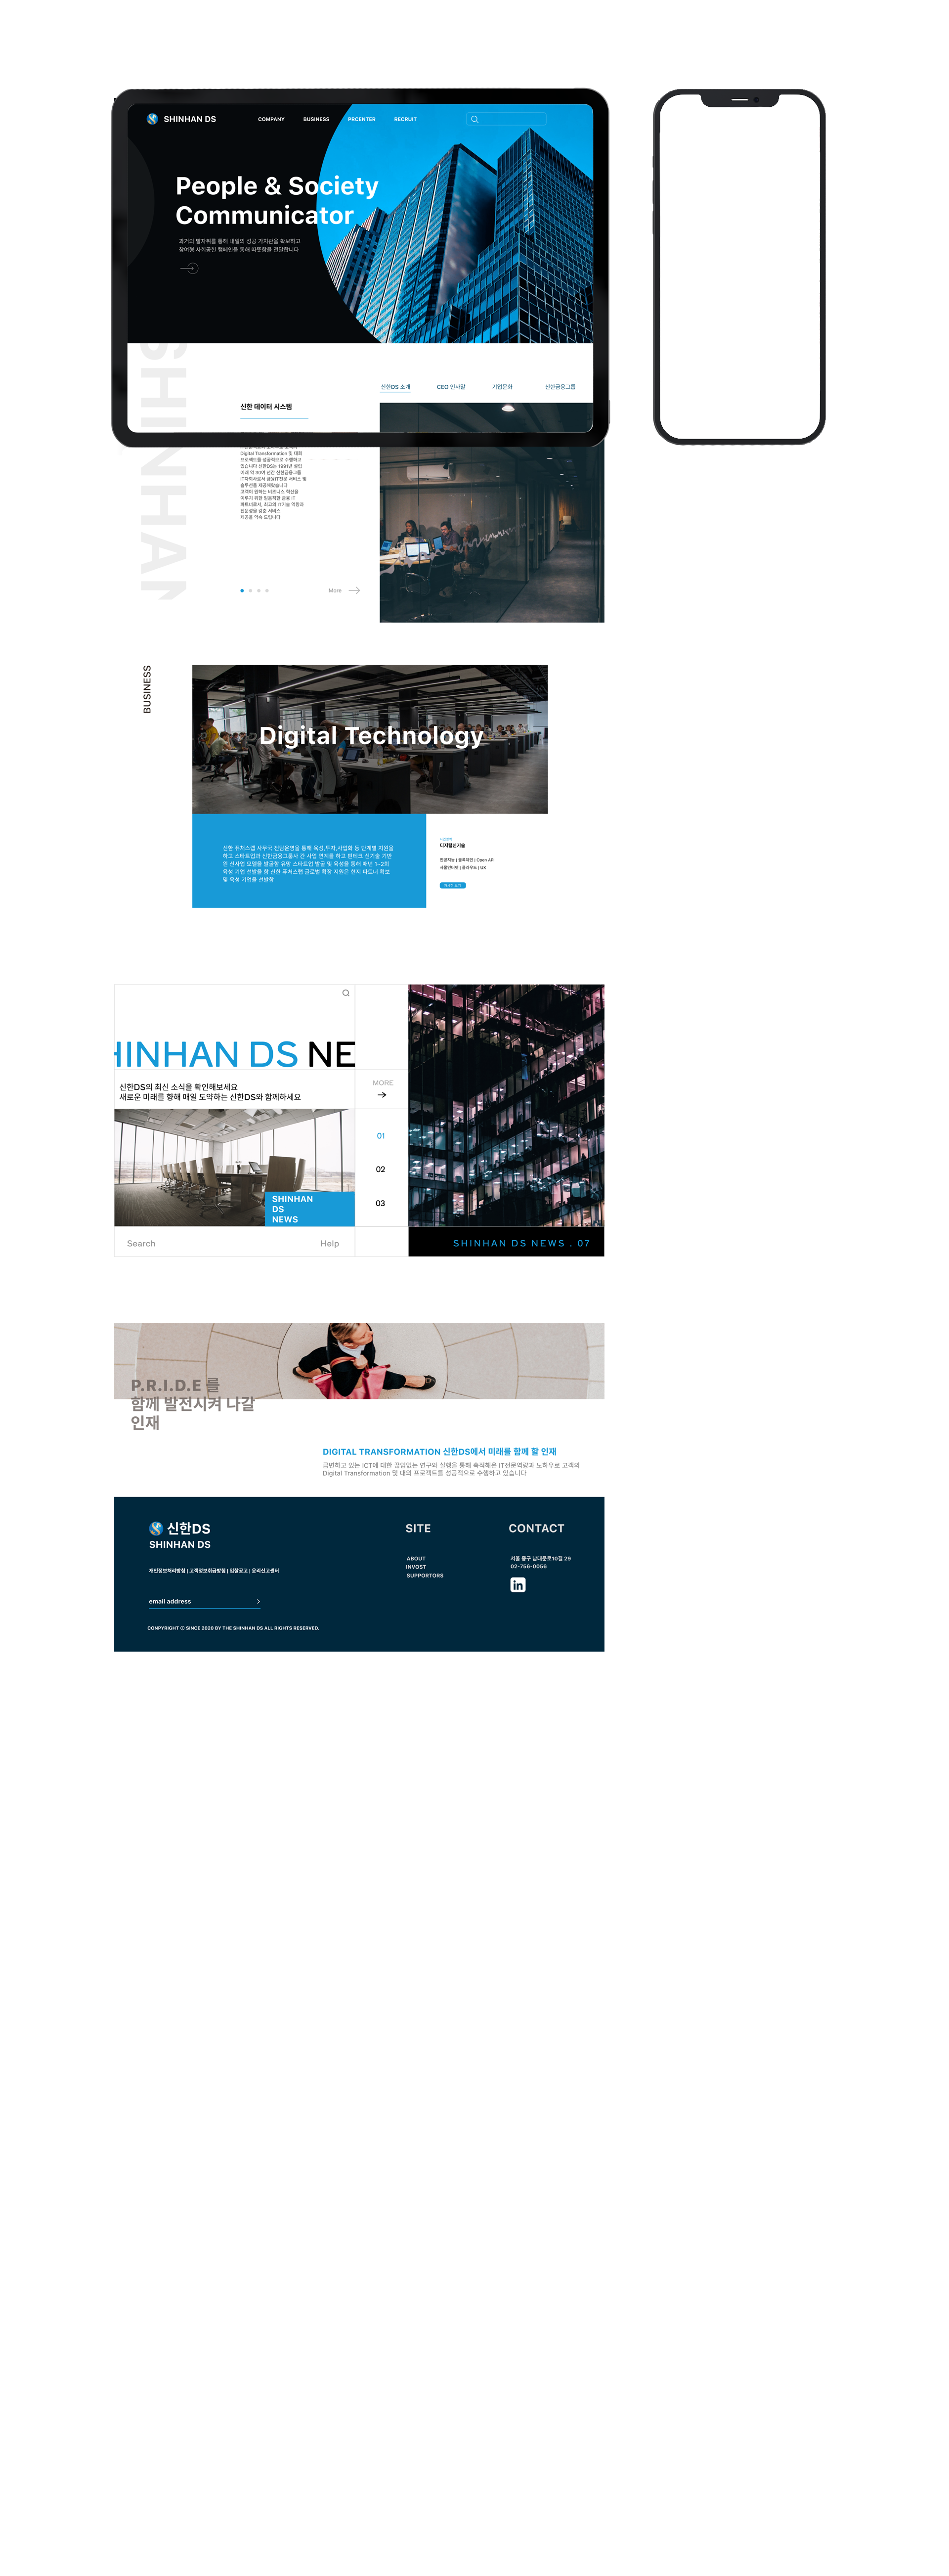 SHINHAN DS
COMPANY
BUSINESS
PRCENTER
RECRUIT
People & Society
Communicator
과거의 발자취를 통해 내일의 성공 가치관을 확보하고
참여형 사회공헌 캠페인을 통해 따뜻함을 전달합니다
SHINHAN
신한DS 소개
CEO 인사말
기업문화
신한금융그룹
신한 데이터 시스템
Digital Transformation 및 대외
프로젝트를 성공적으로 수행하고
있습니다 신한DS는 1991년 설립
이래 약 30여 년간 신한금융그룹
IT자회사로서 금융IT전문 서비스 및
솔루션을 제공해왔습니다
고객이 원하는 비즈니스 혁신을
이루기 위한 믿음직한 금융 IT
파트너로서, 최고의 IT기술 역량과
전문성을 갖춘 서비스
제공을 약속 드립니다
More
BUSINESS
Digital Technology
신한 퓨처스랩 사무국 전담운영을 통해 육성,투자,사업화 등 단계별 지원을
하고 스타트업과 신한금융그룹사 간 사업 연계를 하고 핀테크 신기술 기반
인 신사업 모델을 발굴함 유망 스타트업 발굴 및 육성을 통해 매년 1~2회
육성 기업 선발을 함 신한 퓨처스랩 글로벌 확장 지원은 현지 파트너 확보
및 육성 기업을 선발함
사업영역
디지털신기술
인공지능 | 블록체인 | Open API
사물인터넷 | 클라우드 | UX
자세히 보기
HINHAN DS NE
신한DS의 최신 소식을 확인해보세요
새로운 미래를 향해 매일 도약하는 신한DS와 함께하세요
MORE
01
02
03
SHINHAN
DS
NEWS
Search
Help
SHINHAN DS NEWS . 07
P.R.I.D.E 를
함께 발전시켜 나갈
인재
DIGITAL TRANSFORMATION 신한DS에서 미래를 함께 할 인재
급변하고 있는 ICT에 대한 끊임없는 연구와 실행을 통해 축적해온 IT전문역량과 노하우로 고객의
Digital Transformation 및 대외 프로젝트를 성공적으로 수행하고 있습니다
신한DS
SHINHAN DS
개인정보처리방침 | 고객정보취급방침 | 입찰공고 | 윤리신고센터
email address
CONPYRIGHT ⓒ SINCE 2020 BY THE SHINHAN DS ALL RIGHTS RESERVED.
SITE
ABOUT
INVOST
SUPPORTORS
CONTACT
서울 중구 남대문로10길 29
02-756-0056
in